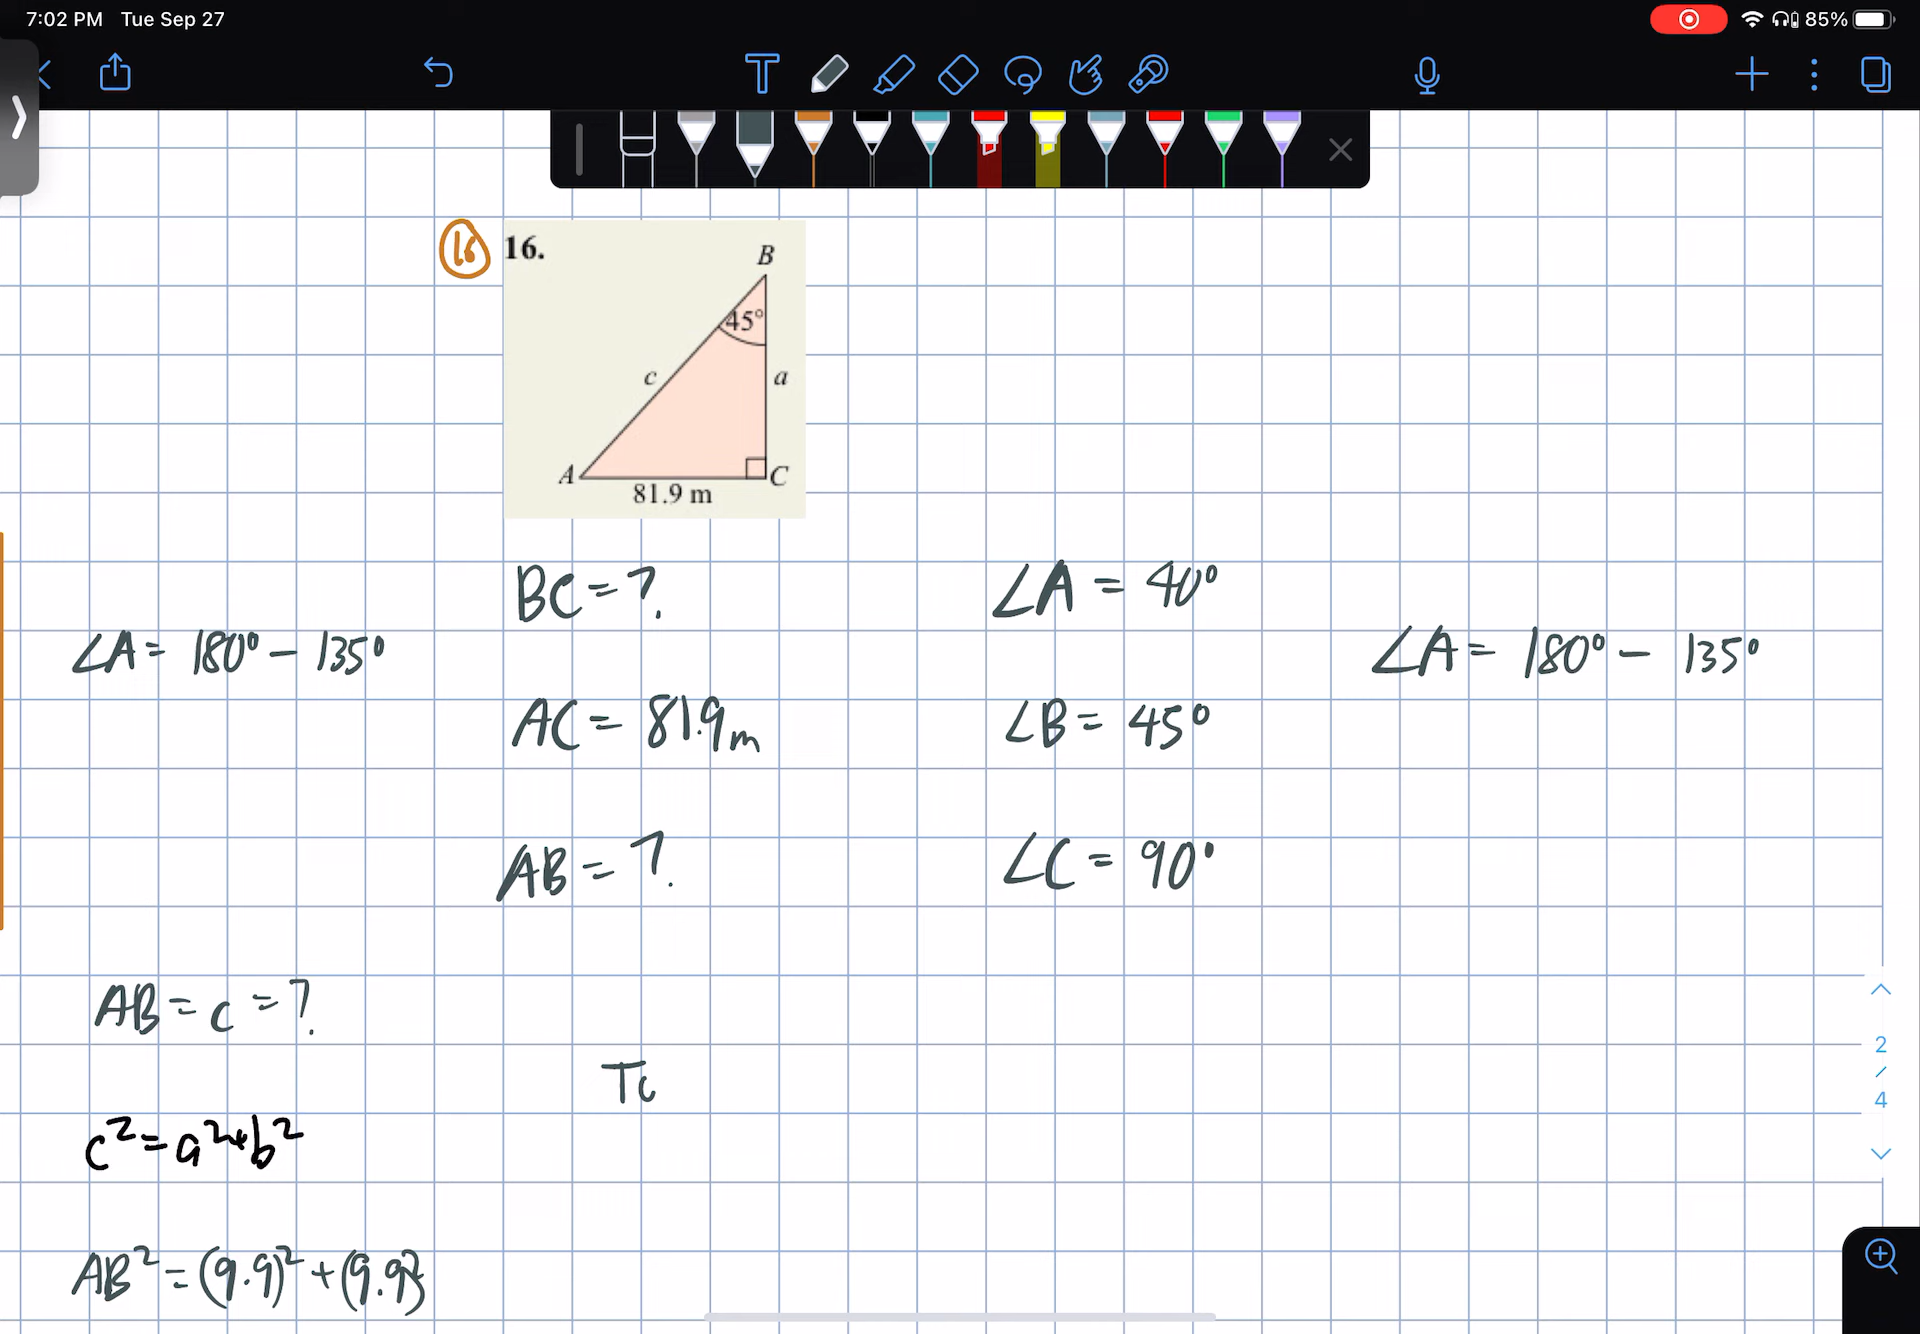 7:02 PM Tue Sep 27
85%
T
16 16.
B
45°
c
a
A
C
81.9 m
BC = ?
∠A = 40°
∠A = 180° - 135°
∠A = 180° - 135°
AC = 81.9m
∠B = 45°
AB = ?
∠C = 90°
AB = c = ?
2
/
4
c² = a² + b²
AB² = (9.9)² + (9.9)²